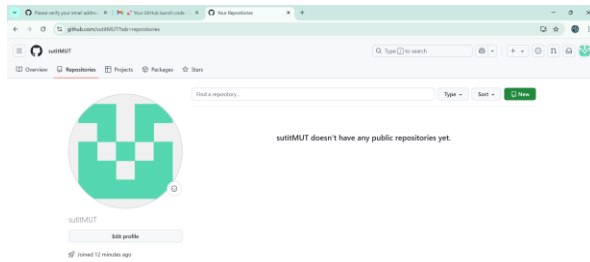 Please verify your email addre
Your GitHub launch code
Your Repositories
github.com/sutitMUT?tab=repositories
sutitMUT
Type / to search
Overview
Repositories
Projects
Packages
Stars
Find a repository...
Type
Sort
New
sutitMUT doesn't have any public repositories yet.
sutitMUT
Edit profile
Joined 12 minutes ago